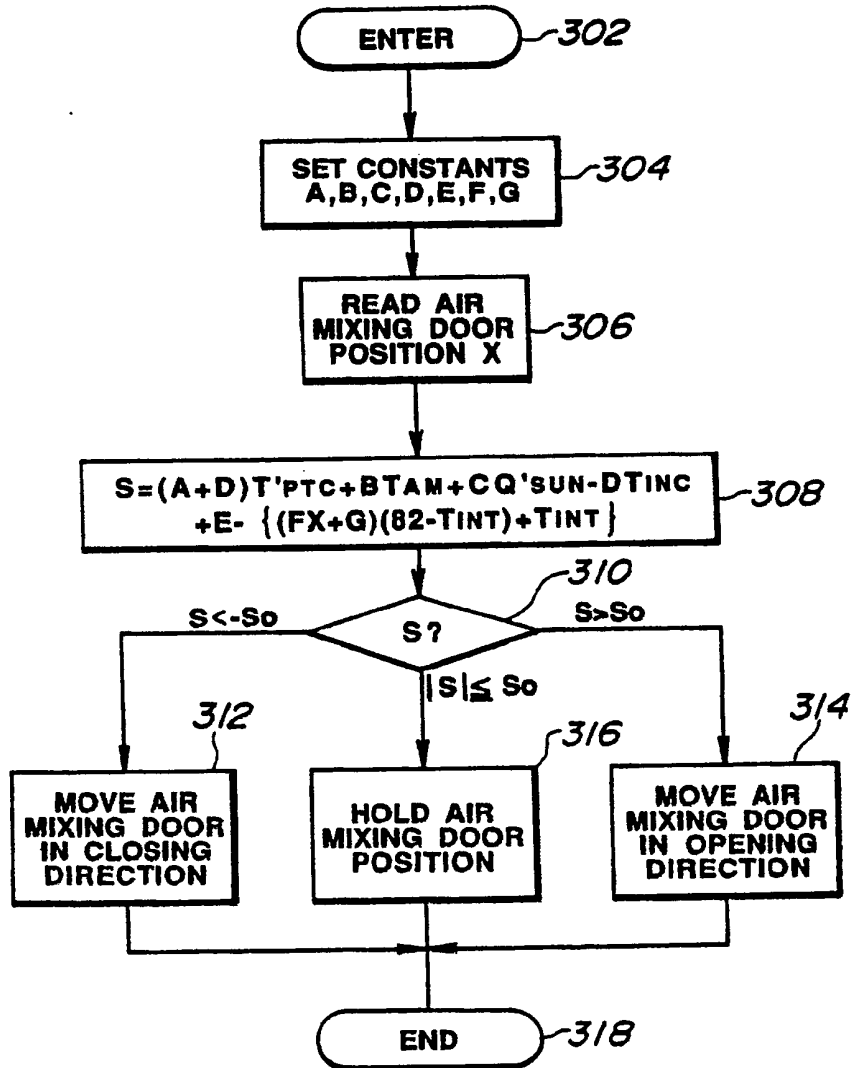 ENTER
302
SET CONSTANTS
A,B,C,D,E,F,G
304
READ AIR
MIXING DOOR
POSITION X
306
S=(A+D)T'PTC+BTAM+CQ'SUN-DTINC
+E- {(FX+G)(82-TINT)+TINT}
308
310
S<-So
S?
S>So
|S|≤ So
312
316
314
MOVE AIR
MIXING DOOR
IN CLOSING
DIRECTION
HOLD AIR
MIXING DOOR
POSITION
MOVE AIR
MIXING DOOR
IN OPENING
DIRECTION
END
318